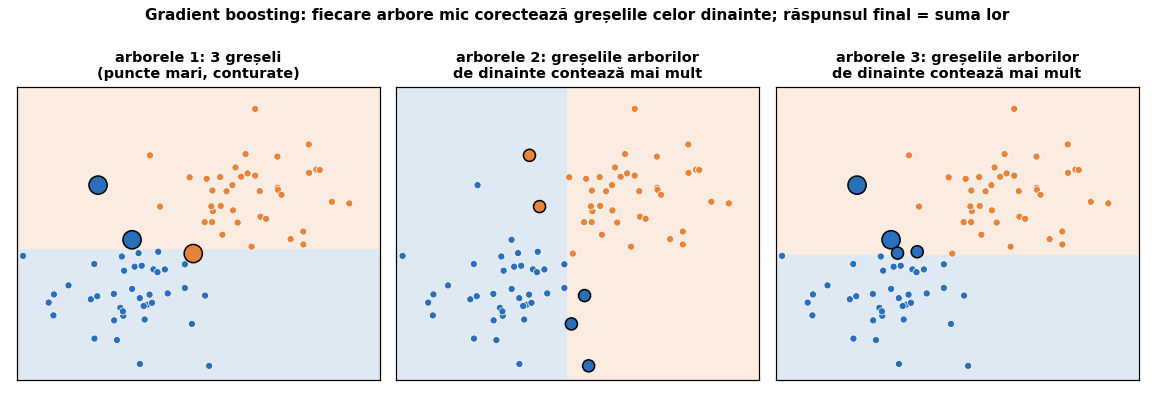 Gradient boosting: fiecare arbore mic corectează greșelile celor dinainte; răspunsul final = suma lor
arborele 1: 3 greșeli
(puncte mari, conturate)
arborele 2: greșelile arborilor
de dinainte contează mai mult
arborele 3: greșelile arborilor
de dinainte contează mai mult